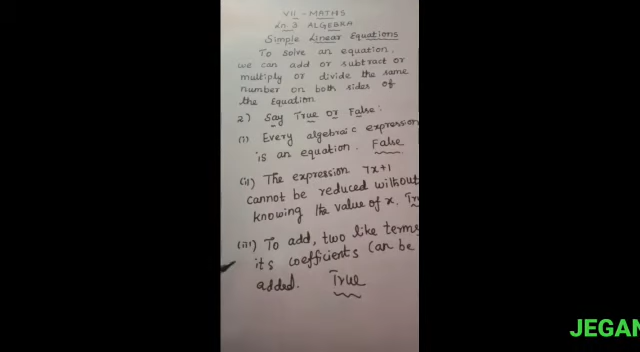 VII - MATHS
Ln. 3 ALGEBRA
Simple Linear Equations
To solve an equation,
we can add or subtract or
multiply or divide the same
number on both sides of
the Equation
2) Say True or False:
(i) Every algebraic expression
is an equation. False
(ii) The expression 7x+1
cannot be reduced without
knowing the value of x. Tru
(iii) To add, two like terms
its coefficients can be
added. True
JEGAN